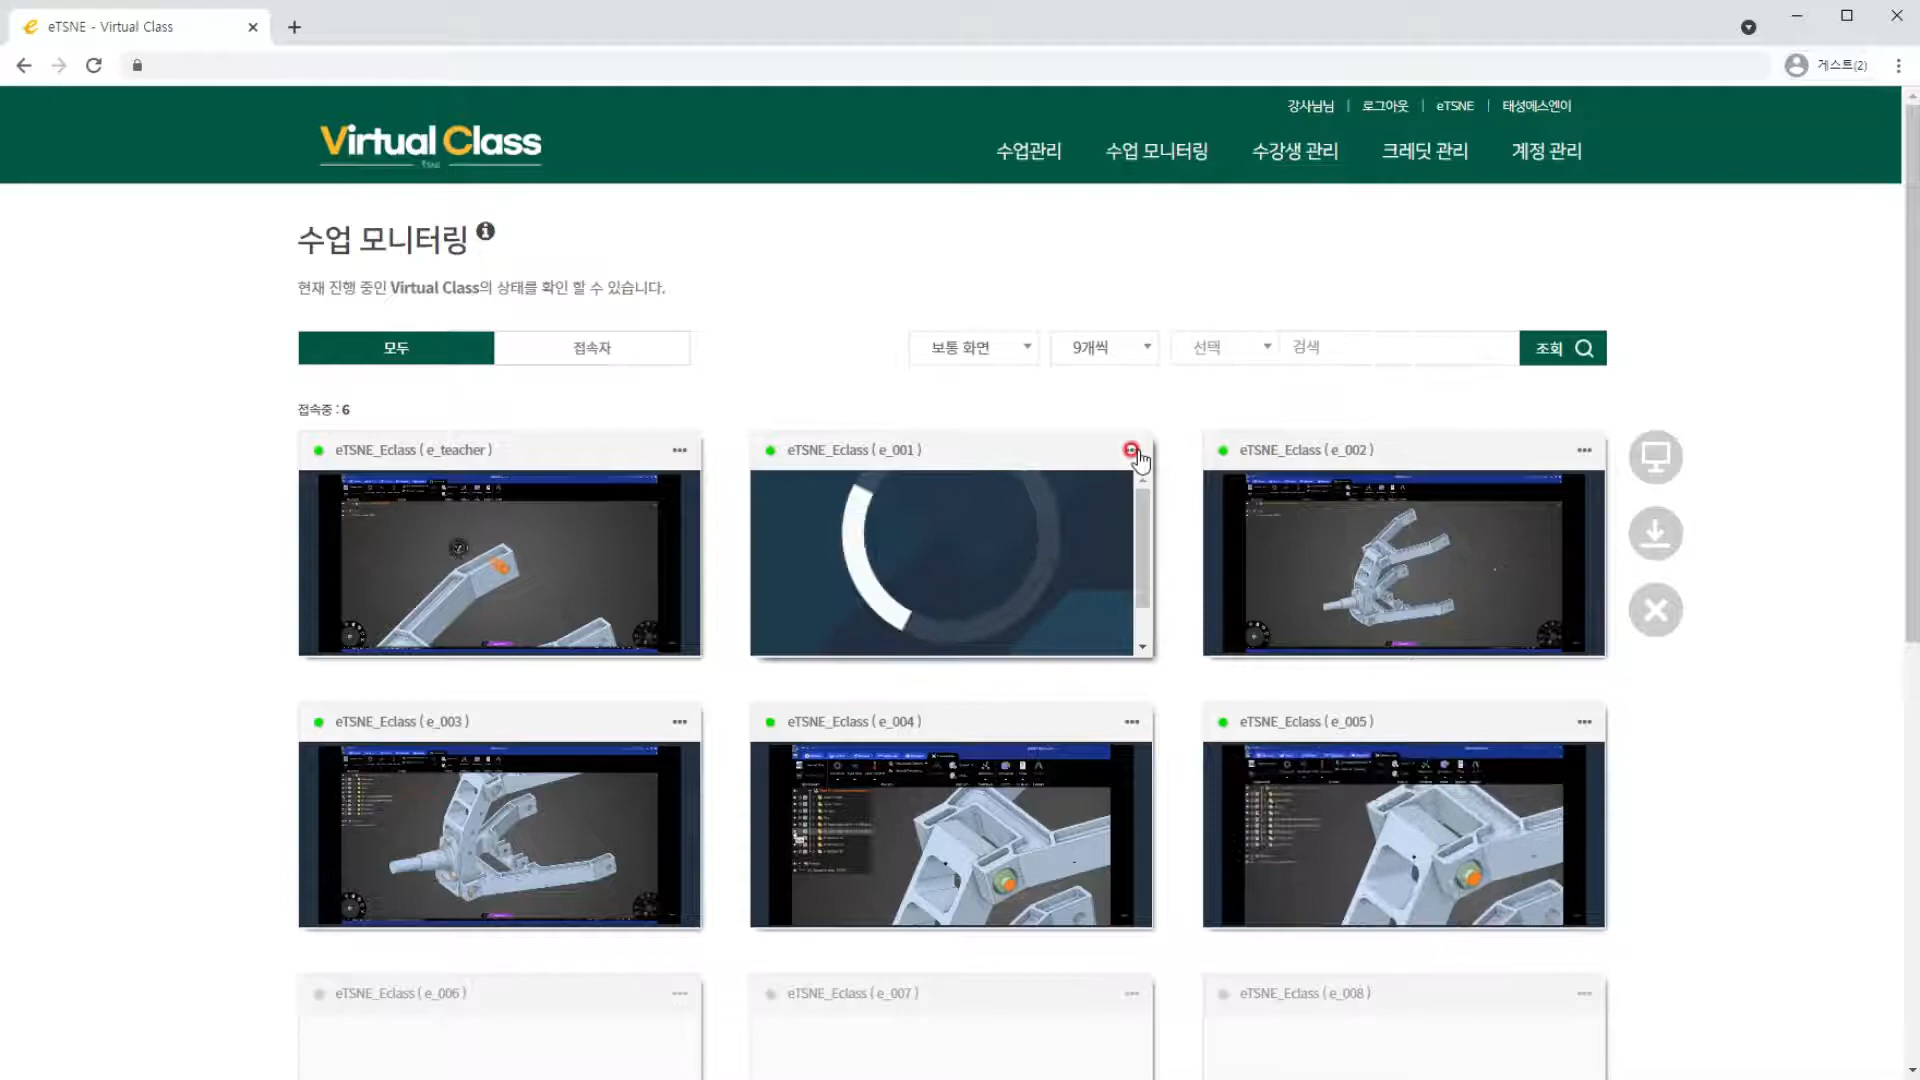 eTSNE - Virtual Class
게스트(2)
강사님님 | 로그아웃 | eTSNE | 태성에스엔이
Virtual Class
eTSNE
수업관리 수업 모니터링 수강생 관리 크레딧 관리 계정 관리
수업 모니터링
현재 진행 중인 Virtual Class의 상태를 확인 할 수 있습니다.
모두 접속자 보통 화면 9개씩 선택 검색 조회
접속중 : 6
eTSNE_Eclass ( e_teacher ) eTSNE_Eclass ( e_001 ) eTSNE_Eclass ( e_002 )
eTSNE_Eclass ( e_003 ) eTSNE_Eclass ( e_004 ) eTSNE_Eclass ( e_005 )
eTSNE_Eclass ( e_006 ) eTSNE_Eclass ( e_007 ) eTSNE_Eclass ( e_008 )